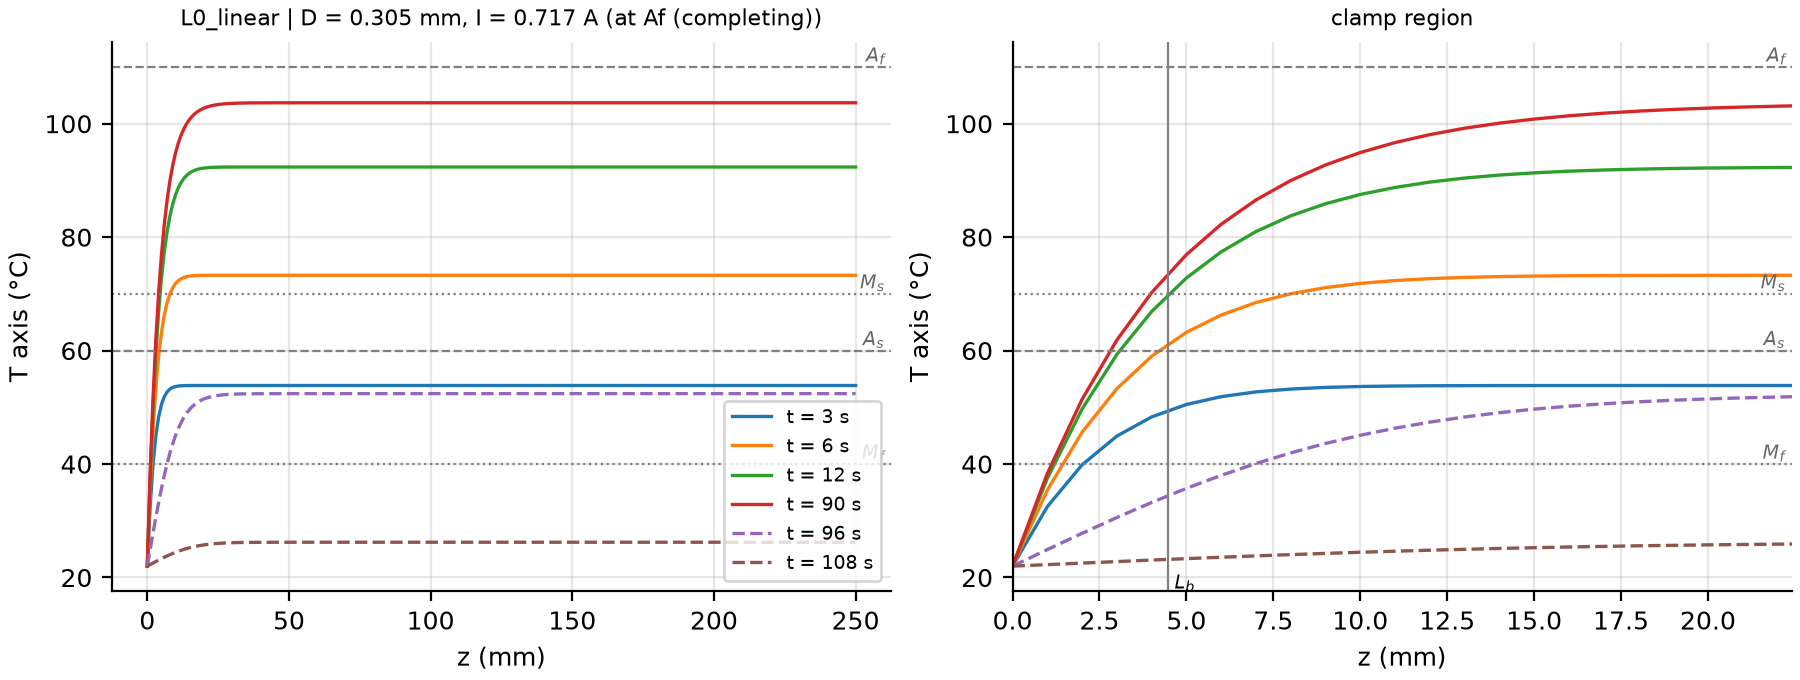 L0_linear | D = 0.305 mm, I = 0.717 A (at Af (completing))
T axis (°C)
100
80
60
40
20
0
50
100
150
200
250
z (mm)
A_f
M_s
A_s
M_f
t = 3 s
t = 6 s
t = 12 s
t = 90 s
t = 96 s
t = 108 s
clamp region
T axis (°C)
100
80
60
40
20
0.0
2.5
5.0
7.5
10.0
12.5
15.0
17.5
20.0
z (mm)
A_f
M_s
A_s
M_f
L_b